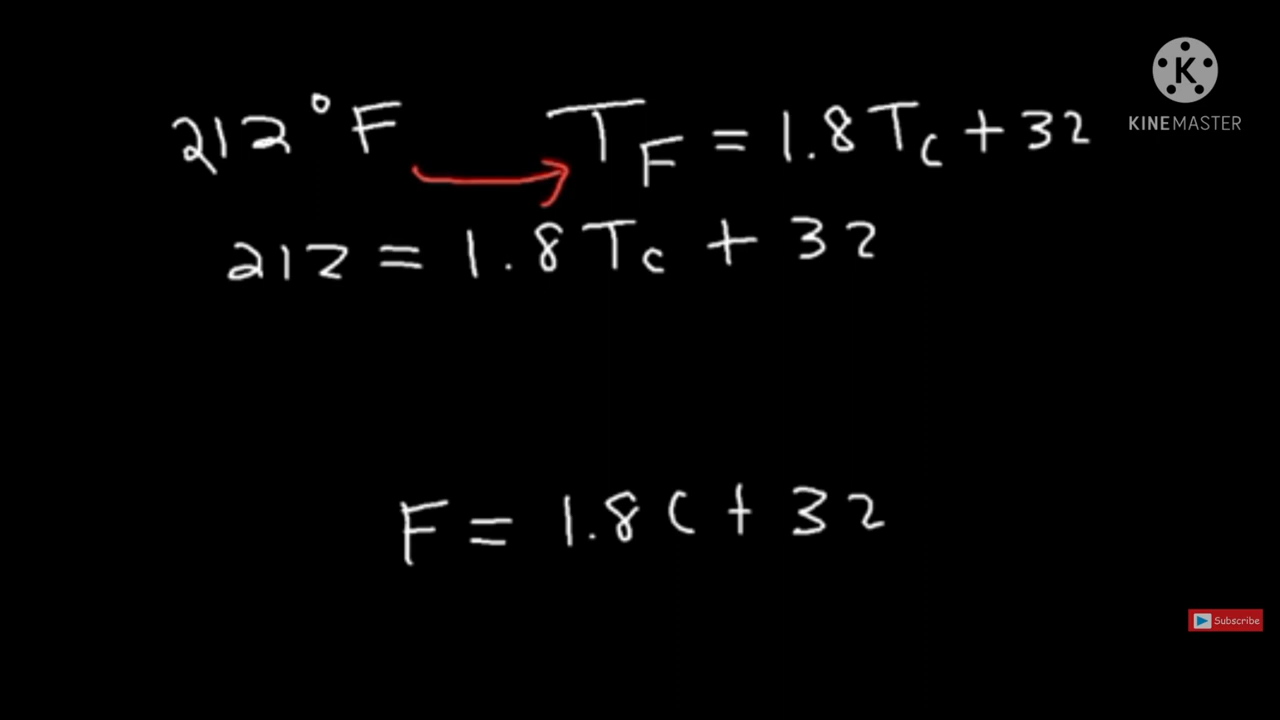 212°F T_F = 1.8T_C + 32
KINEMASTER
212 = 1.8T_C + 32
F = 1.8C + 32
Subscribe